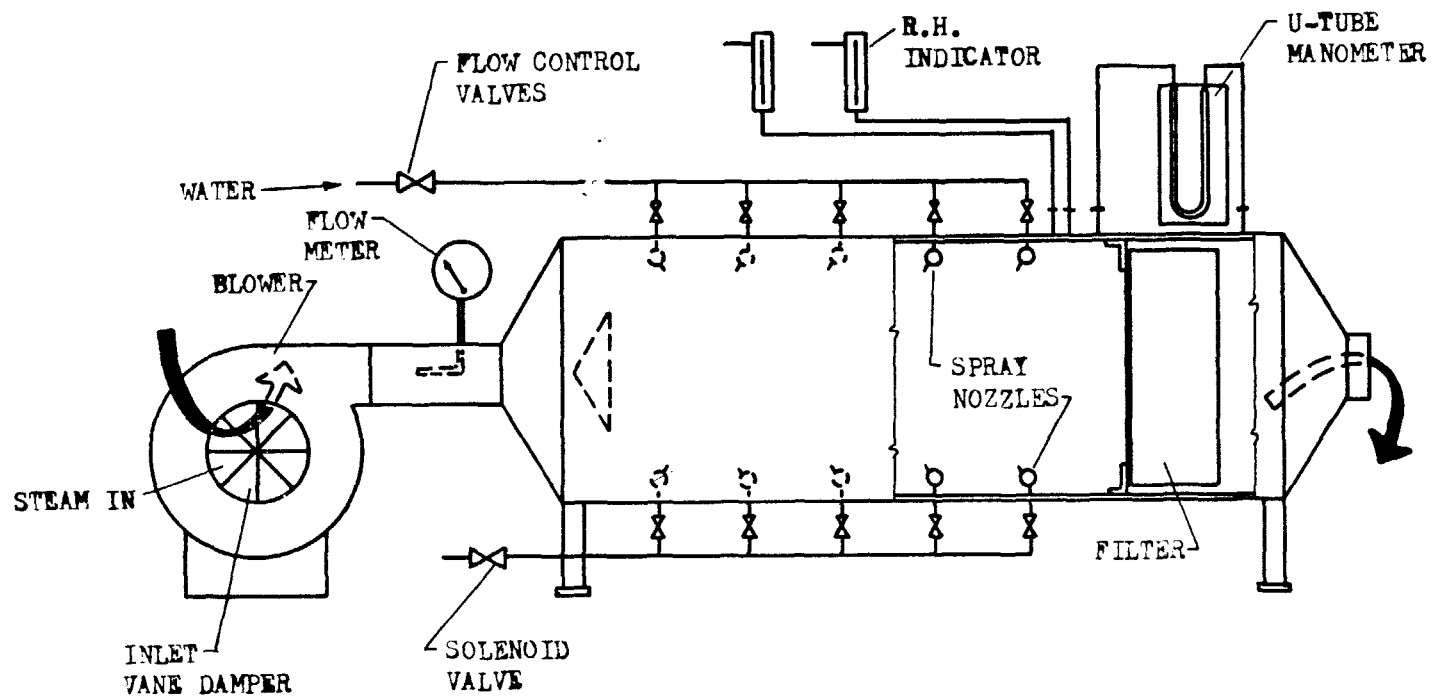 R.H.
INDICATOR
U-TUBE
MANOMETER
FLOW CONTROL
VALVES
WATER
FLOW
METER
BLOWER
SPRAY
NOZZLES
STEAM IN
FILTER
INLET
VANE DAMPER
SOLENOID
VALVE